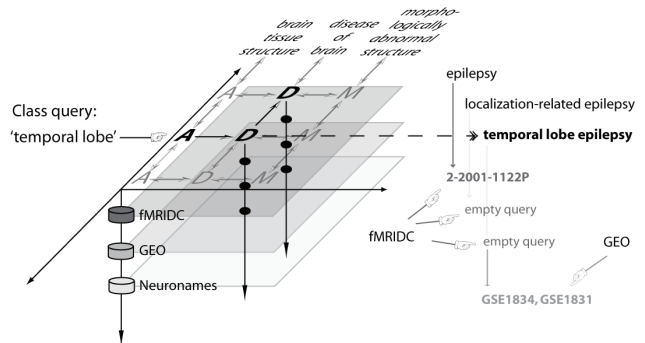 brain
tissue
structure
disease
of
brain
morpho-
logically
abnormal
structure
epilepsy
localization-related epilepsy
temporal lobe epilepsy
Class query:
'temporal lobe'
A D M
A D M
A D M
2-2001-1122P
fMRIDC
GEO
Neuronames
fMRIDC
empty query
empty query
GEO
GSE1834, GSE1831